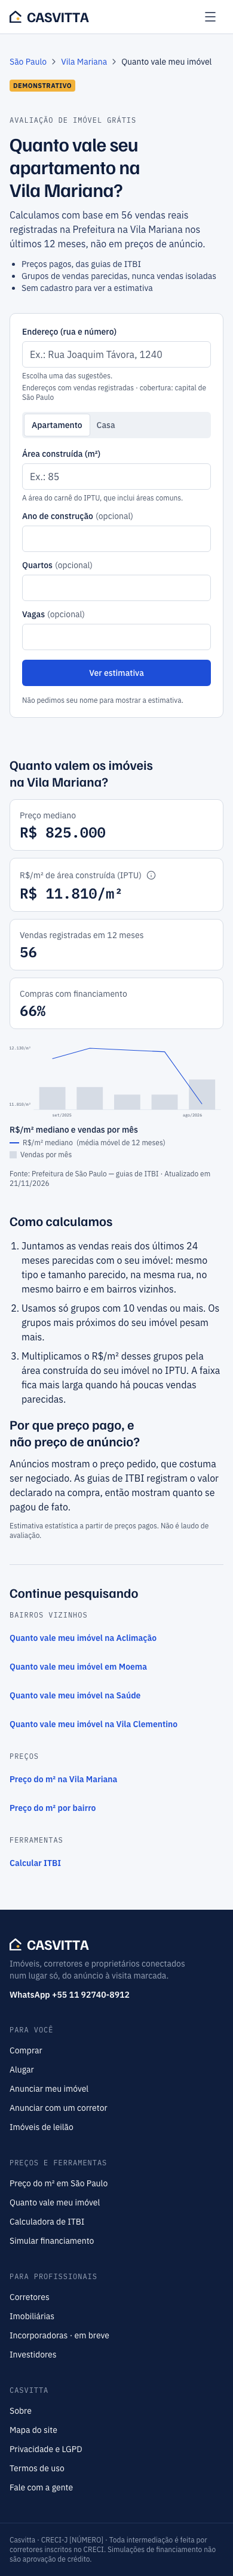 CASVITTA
São Paulo > Vila Mariana > Quanto vale meu imóvel
DEMONSTRATIVO
AVALIAÇÃO DE IMÓVEL GRÁTIS
Quanto vale seu
apartamento na
Vila Mariana?
Calculamos com base em 56 vendas reais
registradas na Prefeitura na Vila Mariana nos
últimos 12 meses, não em preços de anúncio.
• Preços pagos, das guias de ITBI
• Grupos de vendas parecidas, nunca vendas isoladas
• Sem cadastro para ver a estimativa
Endereço (rua e número)
Ex.: Rua Joaquim Távora, 1240
Escolha uma das sugestões.
Endereços com vendas registradas · cobertura: capital de
São Paulo
Apartamento Casa
Área construída (m²)
Ex.: 85
A área do carnê do IPTU, que inclui áreas comuns.
Ano de construção (opcional)
Quartos (opcional)
Vagas (opcional)
Ver estimativa
Não pedimos seu nome para mostrar a estimativa.
Quanto valem os imóveis
na Vila Mariana?
Preço mediano
R$ 825.000
R$/m² de área construída (IPTU)
R$ 11.810/m²
Vendas registradas em 12 meses
56
Compras com financiamento
66%
12.130/m²
11.810/m²
set/2025 ago/2026
R$/m² mediano e vendas por mês
R$/m² mediano (média móvel de 12 meses)
Vendas por mês
Fonte: Prefeitura de São Paulo — guias de ITBI · Atualizado em
21/11/2026
Como calculamos
1. Juntamos as vendas reais dos últimos 24
meses parecidas com o seu imóvel: mesmo
tipo e tamanho parecido, na mesma rua, no
mesmo bairro e em bairros vizinhos.
2. Usamos só grupos com 10 vendas ou mais. Os
grupos mais próximos do seu imóvel pesam
mais.
3. Multiplicamos o R$/m² desses grupos pela
área construída do seu imóvel no IPTU. A faixa
fica mais larga quando há poucas vendas
parecidas.
Por que preço pago, e
não preço de anúncio?
Anúncios mostram o preço pedido, que costuma
ser negociado. As guias de ITBI registram o valor
declarado na compra, então mostram quanto se
pagou de fato.
Estimativa estatística a partir de preços pagos. Não é laudo de
avaliação.
Continue pesquisando
BAIRROS VIZINHOS
Quanto vale meu imóvel na Aclimação
Quanto vale meu imóvel em Moema
Quanto vale meu imóvel na Saúde
Quanto vale meu imóvel na Vila Clementino
PREÇOS
Preço do m² na Vila Mariana
Preço do m² por bairro
FERRAMENTAS
Calcular ITBI
CASVITTA
Imóveis, corretores e proprietários conectados
num lugar só, do anúncio à visita marcada.
WhatsApp +55 11 92740-8912
PARA VOCÊ
Comprar
Alugar
Anunciar meu imóvel
Anunciar com um corretor
Imóveis de leilão
PREÇOS E FERRAMENTAS
Preço do m² em São Paulo
Quanto vale meu imóvel
Calculadora de ITBI
Simular financiamento
PARA PROFISSIONAIS
Corretores
Imobiliárias
Incorporadoras · em breve
Investidores
CASVITTA
Sobre
Mapa do site
Privacidade e LGPD
Termos de uso
Fale com a gente
Casvitta · CRECI-J [NÚMERO] · Toda intermediação é feita por
corretores inscritos no CRECI. Simulações de financiamento não
são aprovação de crédito.